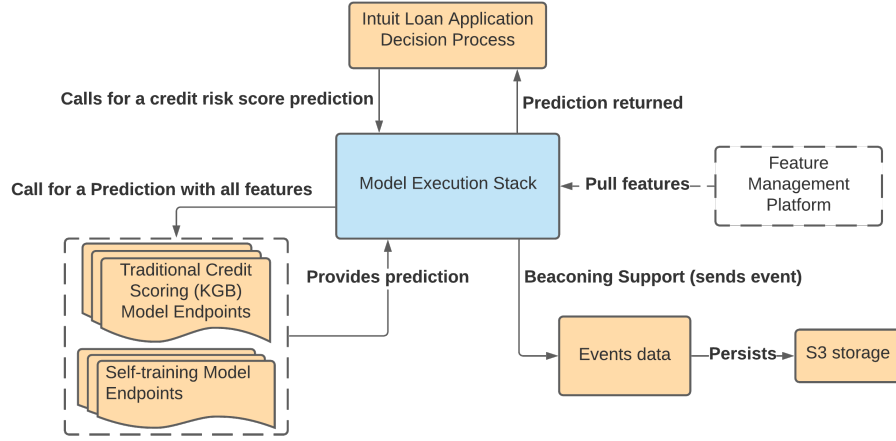 Intuit Loan Application
Decision Process
Calls for a credit risk score prediction
Prediction returned
Model Execution Stack
Pull features
Feature
Management
Platform
Call for a Prediction with all features
Traditional Credit
Scoring (KGB)
Model Endpoints
Provides prediction
Beaconing Support (sends event)
Self-training Model
Endpoints
Events data
Persists
S3 storage